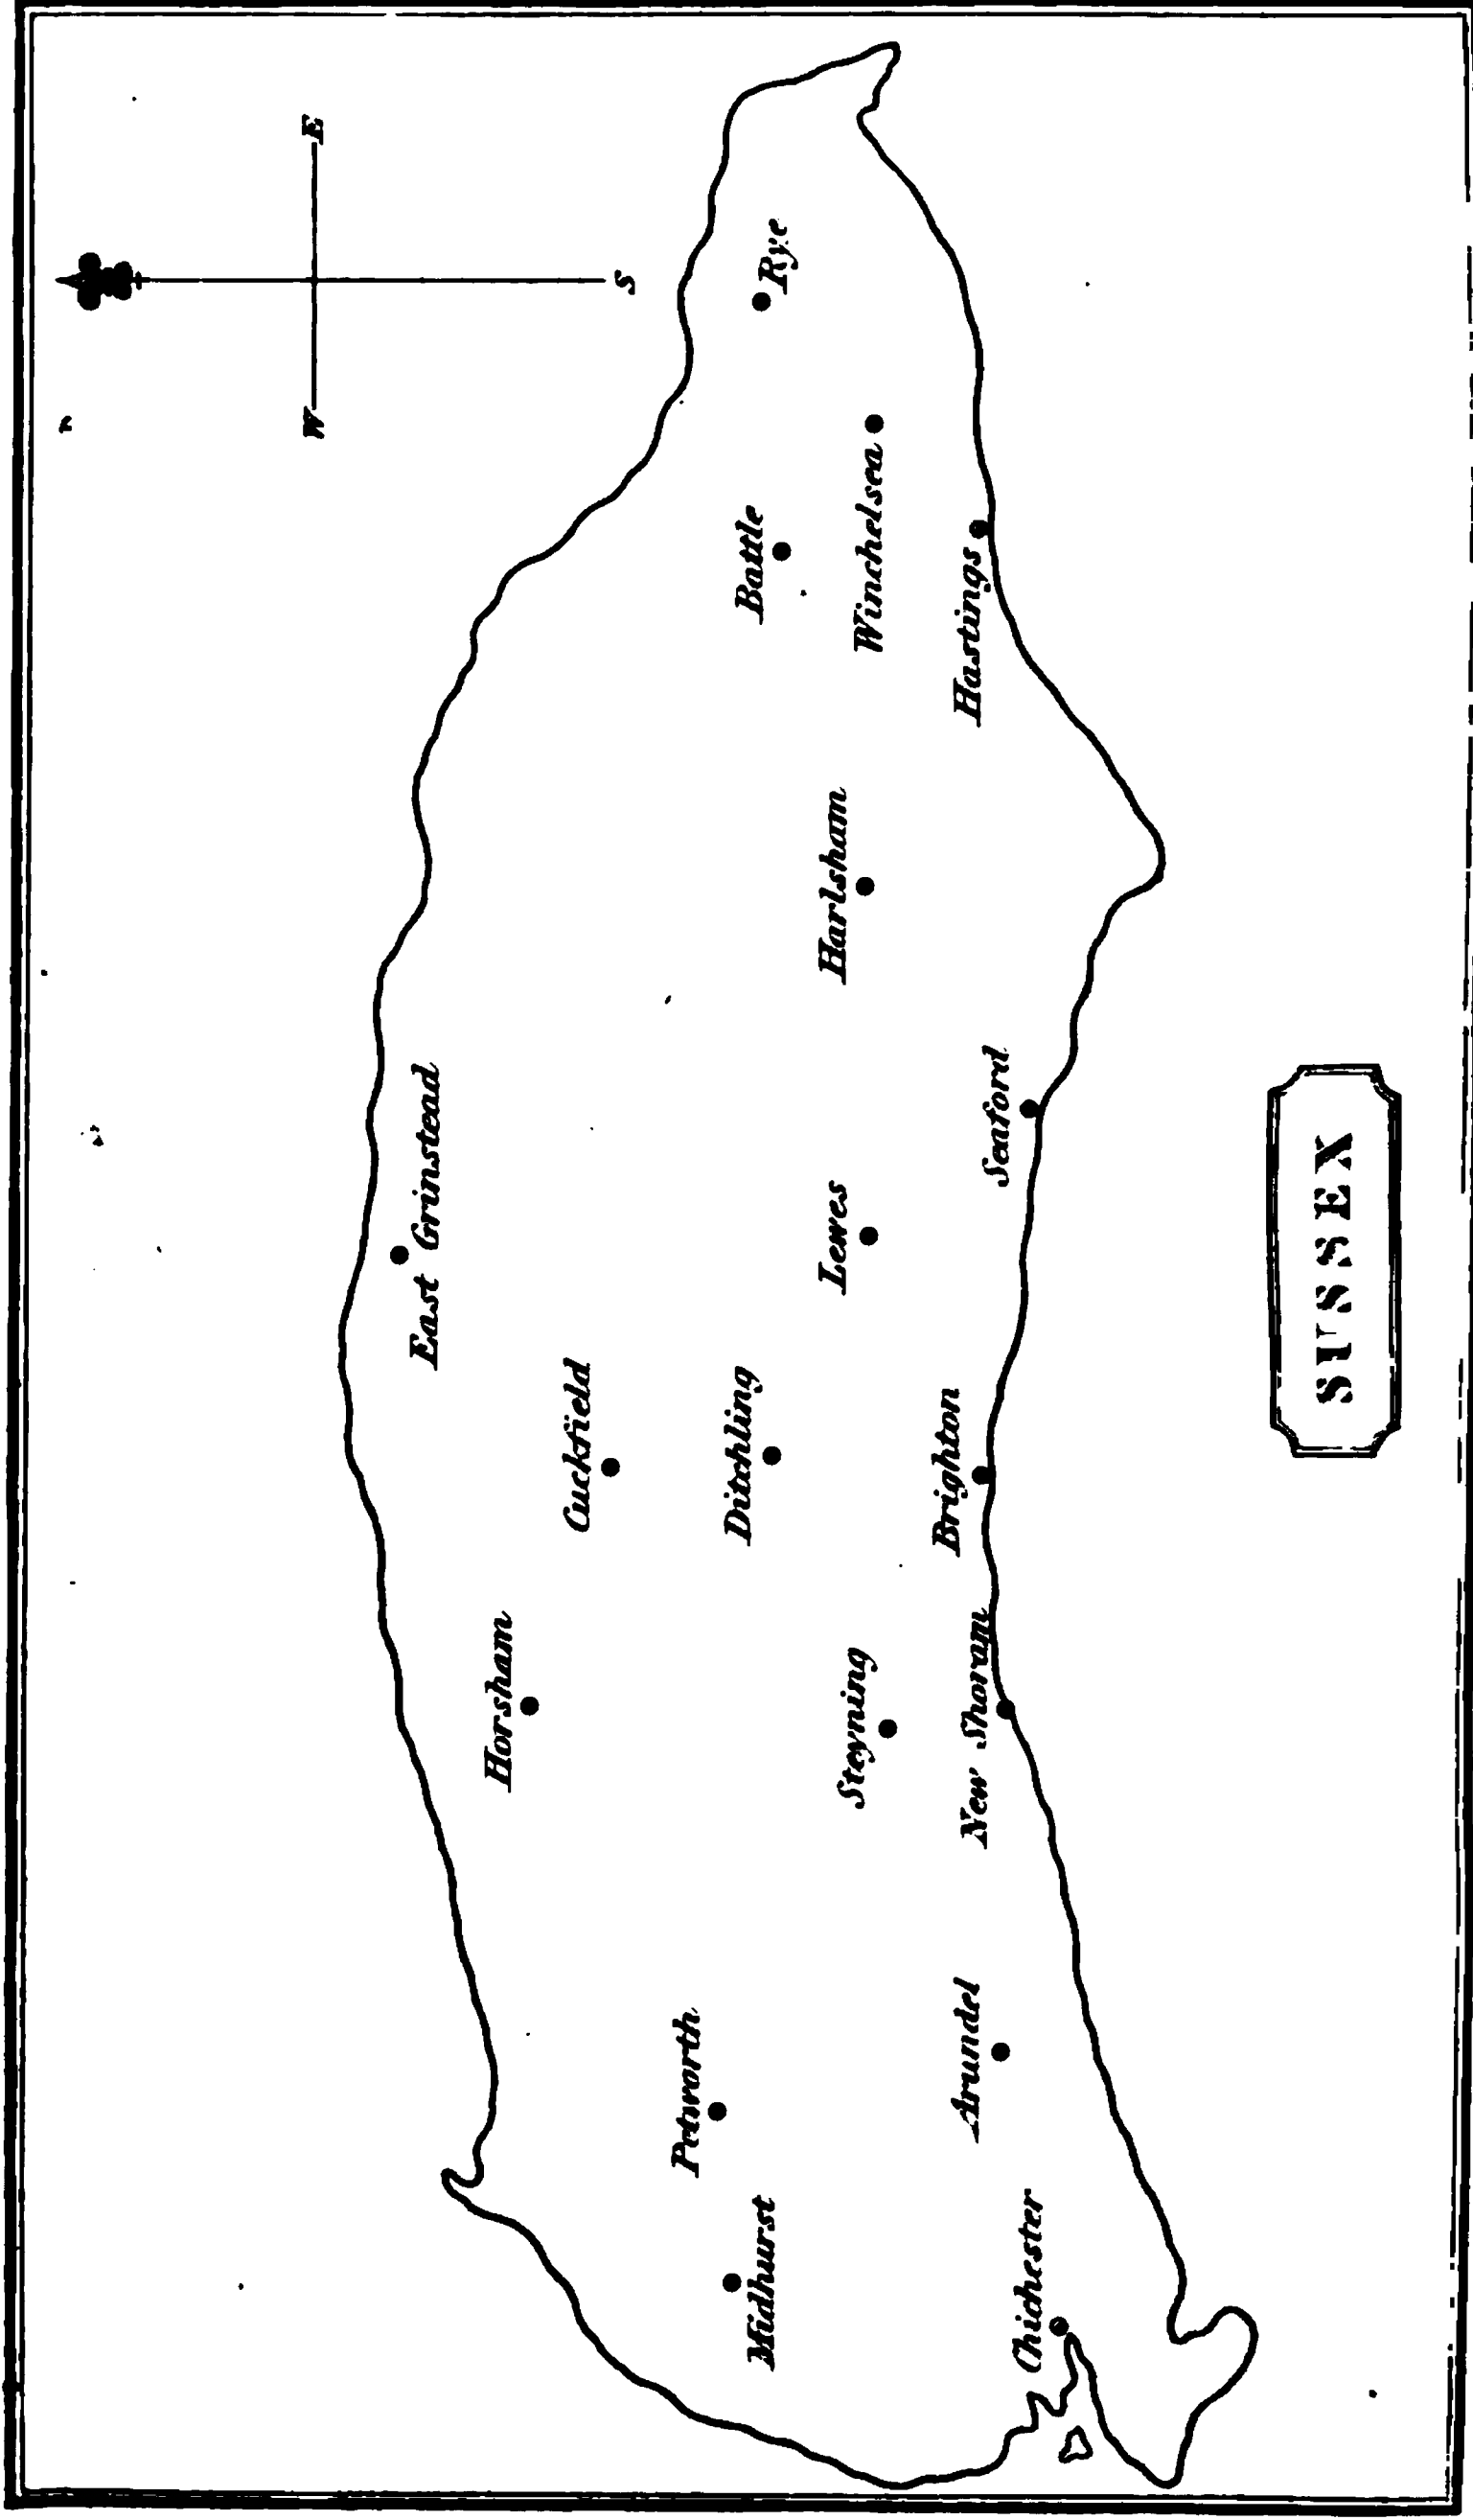 n
E
W
S
Rye
Battle
Winchelsea
Hastings
Harlsham
East Grinstead
Seaford
Lewes
Cuckfield
Ditchling
Brighton
Horsham
Steyning
New Shoram
Petworth
Arundel
Midhurst
Chichester
SUSSEX